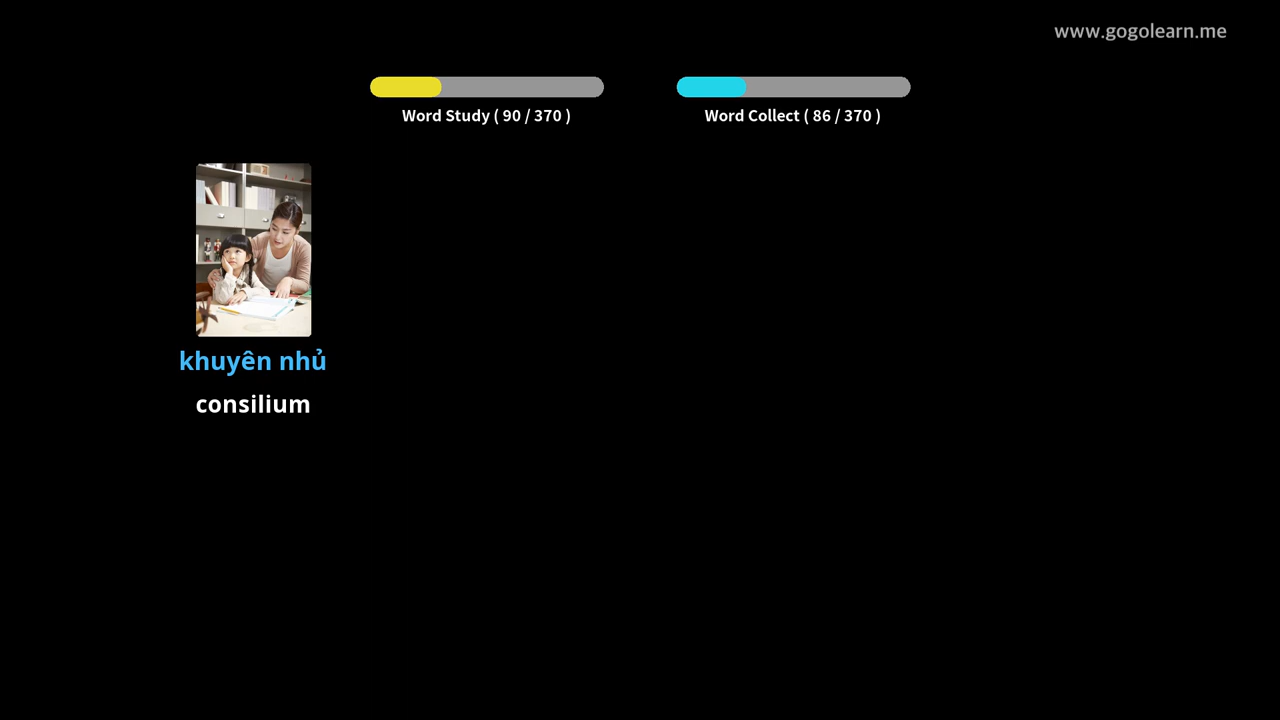 www.gogolearn.me
Word Study ( 90 / 370 )
Word Collect ( 86 / 370 )
khuyên nhủ
consilium